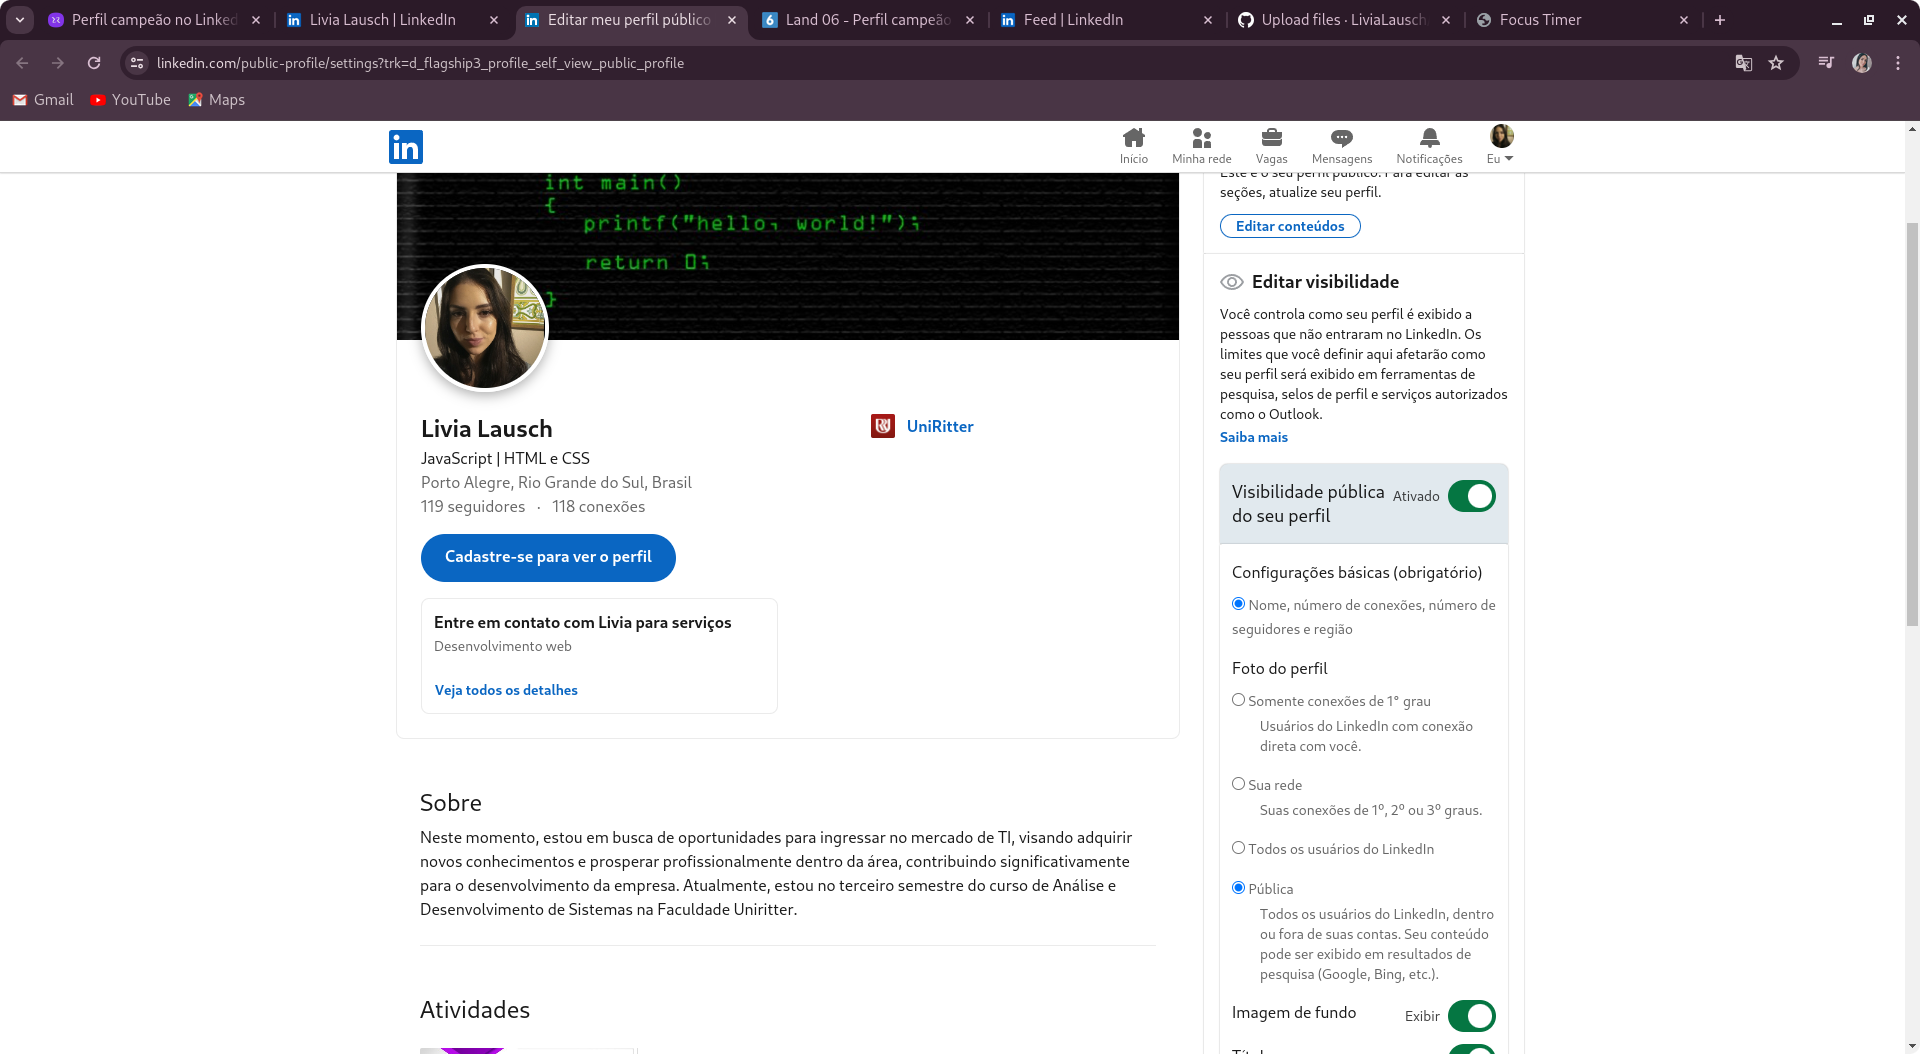 Perfil campeão no Linked
Livia Lausch | LinkedIn
Editar meu perfil público
Land 06 - Perfil campeão
Feed | LinkedIn
Upload files · LiviaLausch
Focus Timer
linkedin.com/public-profile/settings?trk=d_flagship3_profile_self_view_public_profile
Gmail
YouTube
Maps
in
Início
Minha rede
Vagas
Mensagens
Notificações
Eu
int main()
{
printf("hello, world!");
return 0;
}
Livia Lausch
JavaScript | HTML e CSS
Porto Alegre, Rio Grande do Sul, Brasil
119 seguidores · 118 conexões
UniRitter
Cadastre-se para ver o perfil
Entre em contato com Livia para serviços
Desenvolvimento web
Veja todos os detalhes
Sobre
Neste momento, estou em busca de oportunidades para ingressar no mercado de TI, visando adquirir
novos conhecimentos e prosperar profissionalmente dentro da área, contribuindo significativamente
para o desenvolvimento da empresa. Atualmente, estou no terceiro semestre do curso de Análise e
Desenvolvimento de Sistemas na Faculdade Uniritter.
Atividades
Este é o seu perfil público. Para editar as
seções, atualize seu perfil.
Editar conteúdos
Editar visibilidade
Você controla como seu perfil é exibido a
pessoas que não entraram no LinkedIn. Os
limites que você definir aqui afetarão como
seu perfil será exibido em ferramentas de
pesquisa, selos de perfil e serviços autorizados
como o Outlook.
Saiba mais
Visibilidade pública
do seu perfil
Ativado
Configurações básicas (obrigatório)
Nome, número de conexões, número de
seguidores e região
Foto do perfil
Somente conexões de 1° grau
Usuários do LinkedIn com conexão
direta com você.
Sua rede
Suas conexões de 1º, 2º ou 3º graus.
Todos os usuários do LinkedIn
Pública
Todos os usuários do LinkedIn, dentro
ou fora de suas contas. Seu conteúdo
pode ser exibido em resultados de
pesquisa (Google, Bing, etc.).
Imagem de fundo
Exibir